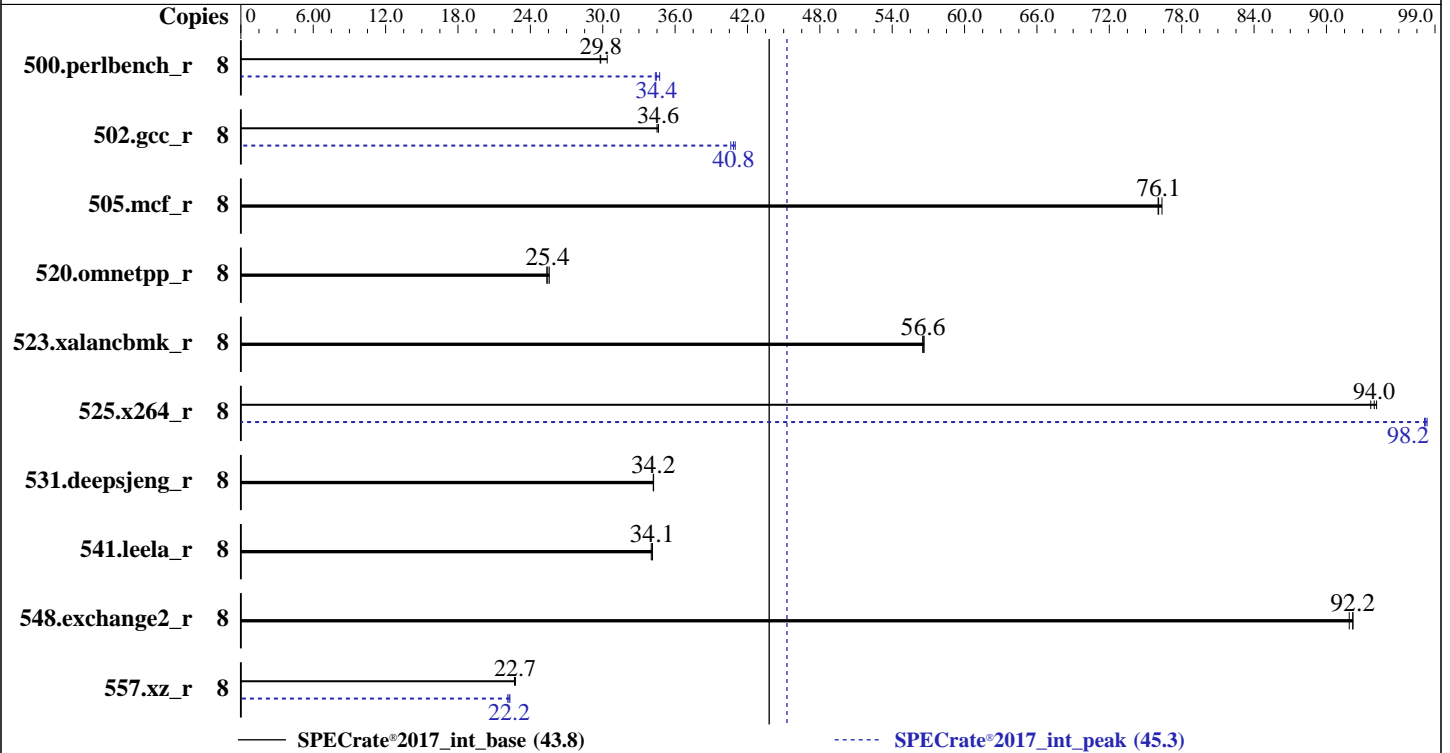 Copies 0 6.00 12.0 18.0 24.0 30.0 36.0 42.0 48.0 54.0 60.0 66.0 72.0 78.0 84.0 90.0 99.0
29.8
500.perlbench_r 8
34.4
34.6
502.gcc_r 8
40.8
76.1
505.mcf_r 8
25.4
520.omnetpp_r 8
56.6
523.xalancbmk_r 8
94.0
525.x264_r 8
98.2
34.2
531.deepsjeng_r 8
34.1
541.leela_r 8
92.2
548.exchange2_r 8
22.7
557.xz_r 8
22.2
SPECrate®2017_int_base (43.8) SPECrate®2017_int_peak (45.3)